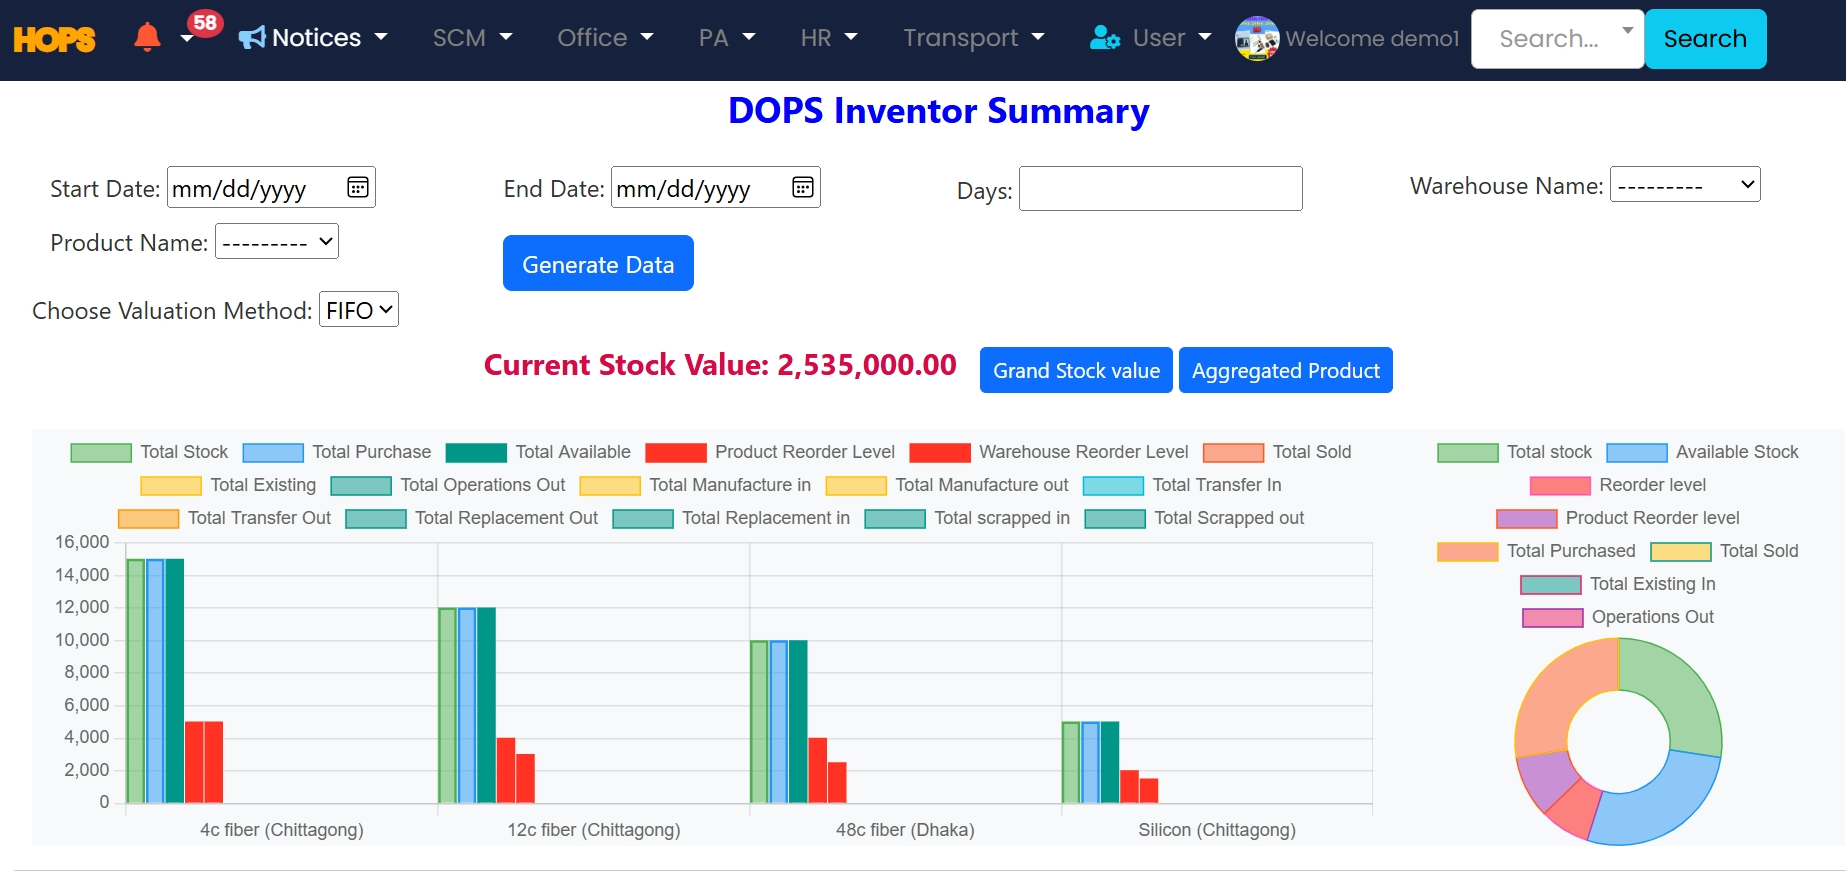 HOPS 58 Notices SCM Office PA HR Transport User Welcome demo1 Search... Search
DOPS Inventor Summary
Start Date: mm/dd/yyyy End Date: mm/dd/yyyy Days: Warehouse Name: ---------
Product Name: ---------
Generate Data
Choose Valuation Method: FIFO
Current Stock Value: 2,535,000.00 Grand Stock value Aggregated Product
Total Stock Total Purchase Total Available Product Reorder Level Warehouse Reorder Level Total Sold
Total Existing Total Operations Out Total Manufacture in Total Manufacture out Total Transfer In
Total Transfer Out Total Replacement Out Total Replacement in Total scrapped in Total Scrapped out
16,000
14,000
12,000
10,000
8,000
6,000
4,000
2,000
0
4c fiber (Chittagong) 12c fiber (Chittagong) 48c fiber (Dhaka) Silicon (Chittagong)
Total stock Available Stock
Reorder level
Product Reorder level
Total Purchased Total Sold
Total Existing In
Operations Out